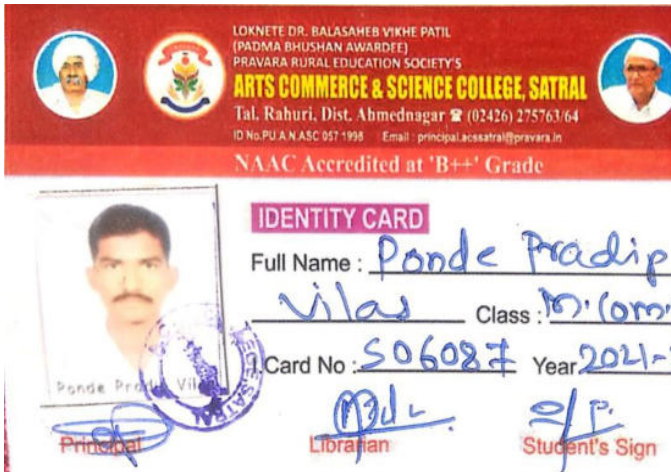 LOKNETE DR. BALASAHEB VIKHE PATIL
(PADMA BHUSHAN AWARDEE)
PRAVARA RURAL EDUCATION SOCIETY'S
ARTS COMMERCE & SCIENCE COLLEGE, SATRAL
Tal. Rahuri, Dist. Ahmednagar ☎ (02426) 275763/64
ID No.PU.A.N.ASC 057 1998 Email : principal.acssatral@pravara.in
NAAC Accredited at 'B++' Grade
IDENTITY CARD
Full Name : Ponde Pradip
Vilas Class : M.Com.
I.Card No : S06087 Year 2021-
Ponde Prad Vil
Principal Librarian Student's Sign